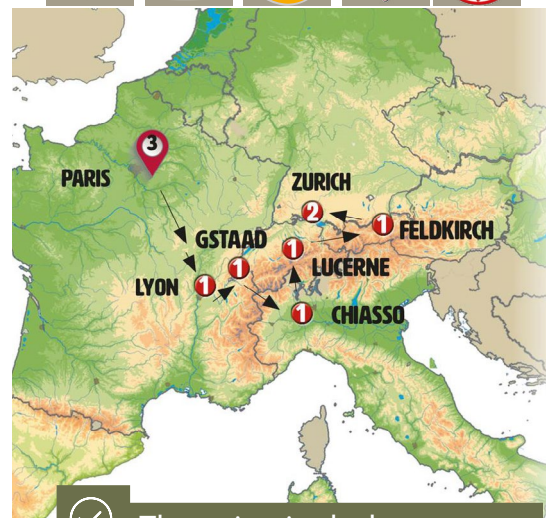 3
PARIS
ZURICH
2
1
FELDKIRCH
GSTAAD
1
1
LUCERNE
LYON
1
1
CHIASSO